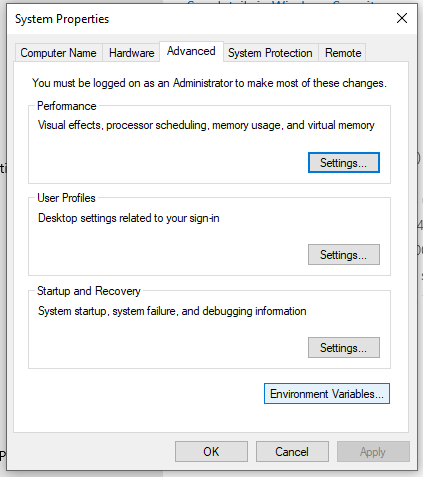 System Properties
Computer Name Hardware Advanced System Protection Remote
You must be logged on as an Administrator to make most of these changes.
Performance
Visual effects, processor scheduling, memory usage, and virtual memory
Settings...
User Profiles
Desktop settings related to your sign-in
Settings...
Startup and Recovery
System startup, system failure, and debugging information
Settings...
Environment Variables...
OK Cancel Apply